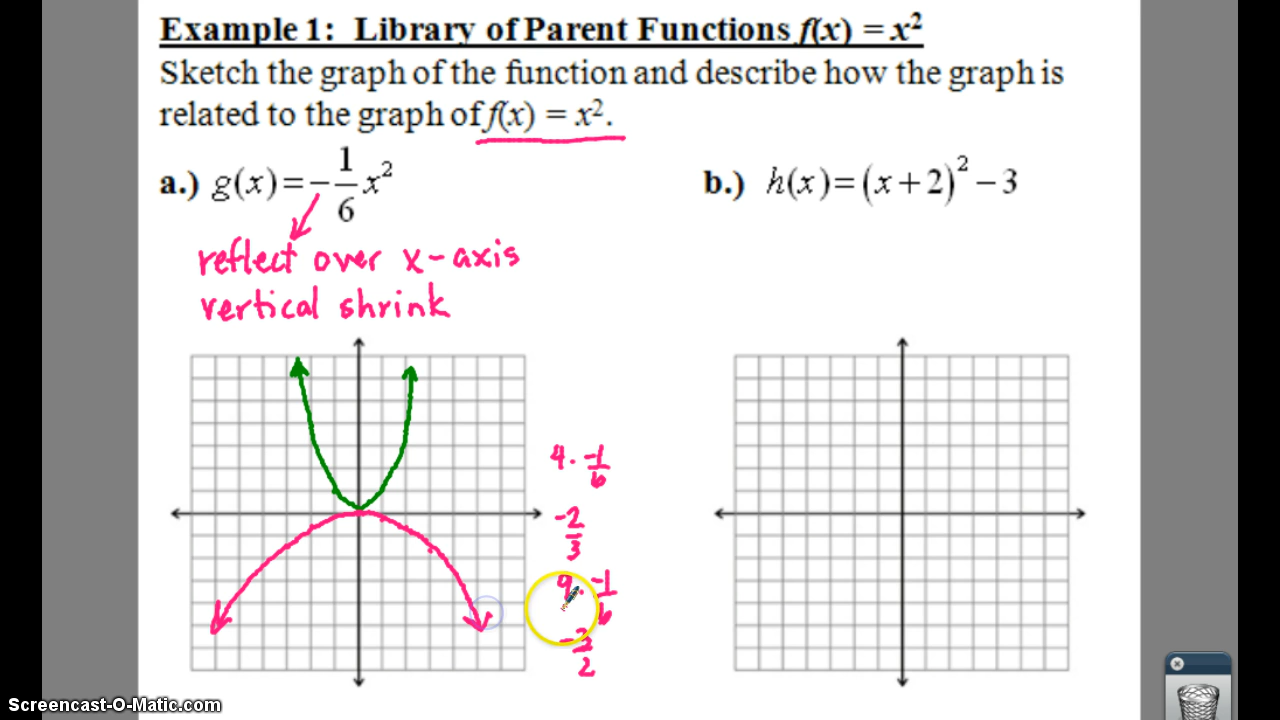 Example 1: Library of Parent Functions f(x) = x²
Sketch the graph of the function and describe how the graph is
related to the graph of f(x) = x².
a.) g(x)=-1/6x²
b.) h(x)=(x+2)²-3
reflect over x-axis
vertical shrink
4·-1/6
-2/3
9·-1/6
-3/2
Screencast-O-Matic.com